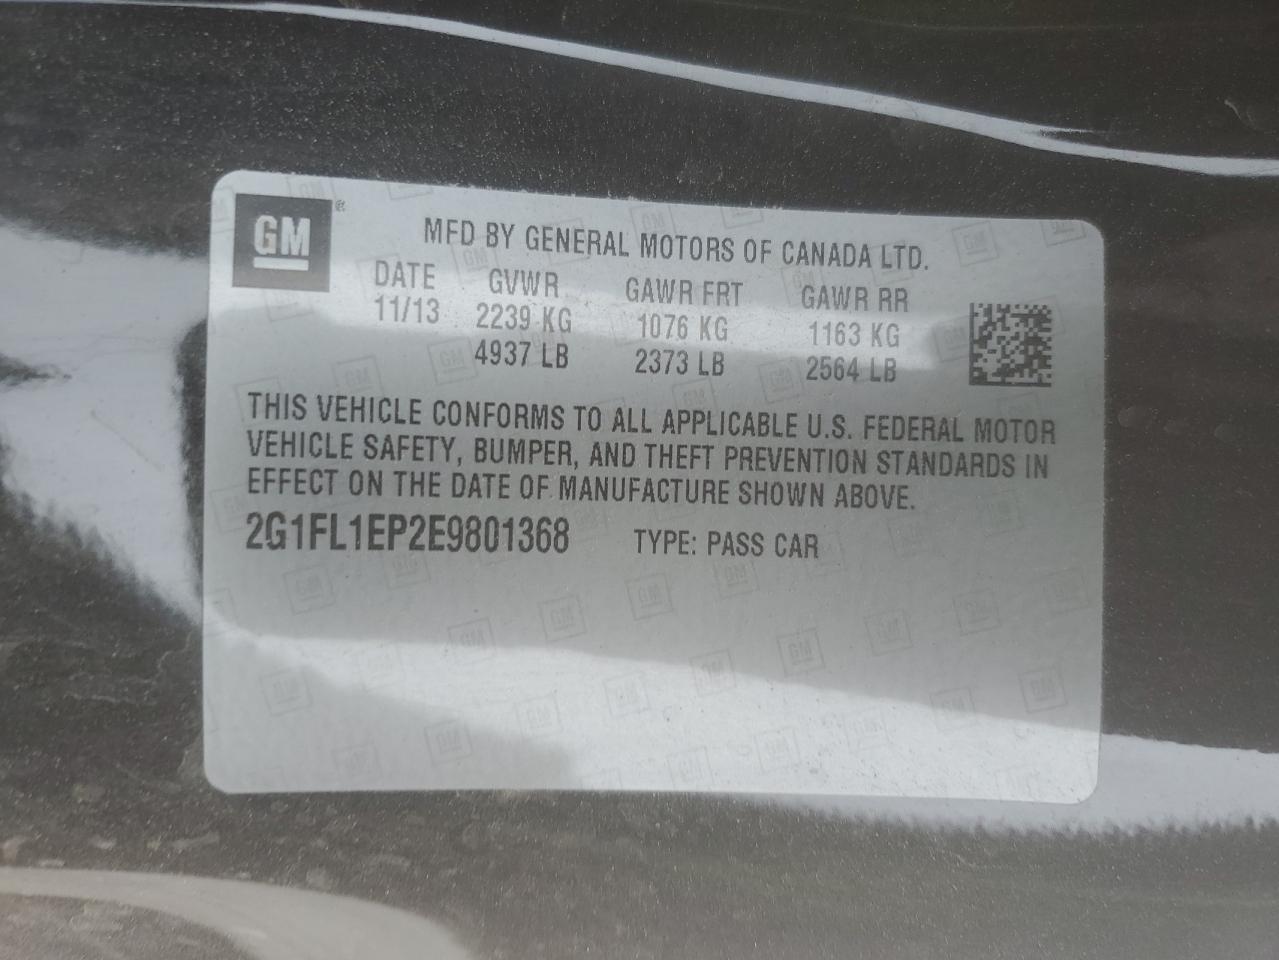 GM®
MFD BY GENERAL MOTORS OF CANADA LTD.
DATE GVWR GAWR FRT GAWR RR
11/13 2239 KG 1076 KG 1163 KG
4937 LB 2373 LB 2564 LB
THIS VEHICLE CONFORMS TO ALL APPLICABLE U.S. FEDERAL MOTOR
VEHICLE SAFETY, BUMPER, AND THEFT PREVENTION STANDARDS IN
EFFECT ON THE DATE OF MANUFACTURE SHOWN ABOVE.
2G1FL1EP2E9801368 TYPE: PASS CAR